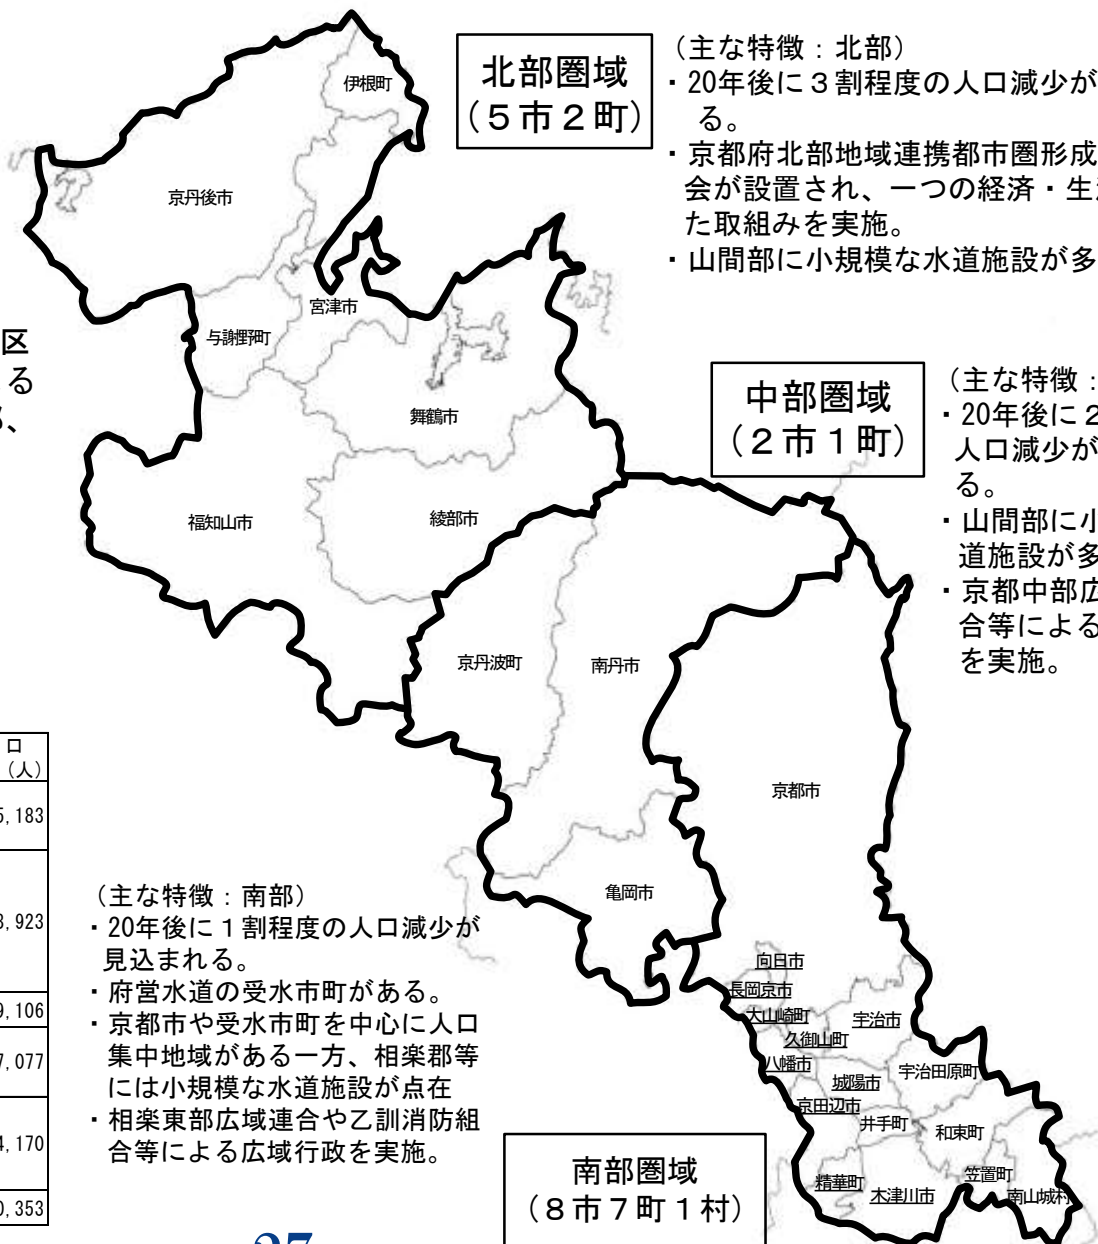 北部圏域
(５市２町)
(主な特徴：北部)
・20年後に３割程度の人口減少が
る。
・京都府北部地域連携都市圏形成
会が設置され、一つの経済・生
た取組みを実施。
・山間部に小規模な水道施設が多
伊根町
京丹後市
宮津市
与謝野町
舞鶴市
福知山市
綾部市
区
る
、
中部圏域
(２市１町)
(主な特徴：
・20年後に２
人口減少が
る。
・山間部に小
道施設が多
・京都中部広
合等による
を実施。
京丹波町
南丹市
京都市
亀岡市
口
(人)
5,183
3,923
9,106
7,077
4,170
0,353
(主な特徴：南部)
・20年後に１割程度の人口減少が
見込まれる。
・府営水道の受水市町がある。
・京都市や受水市町を中心に人口
集中地域がある一方、相楽郡等
には小規模な水道施設が点在
・相楽東部広域連合や乙訓消防組
合等による広域行政を実施。
向日市
長岡京市
大山崎町
宇治市
久御山町
八幡市
城陽市
宇治田原町
京田辺市
井手町
和束町
笠置町
精華町
木津川市
南山城村
南部圏域
(８市７町１村)
27